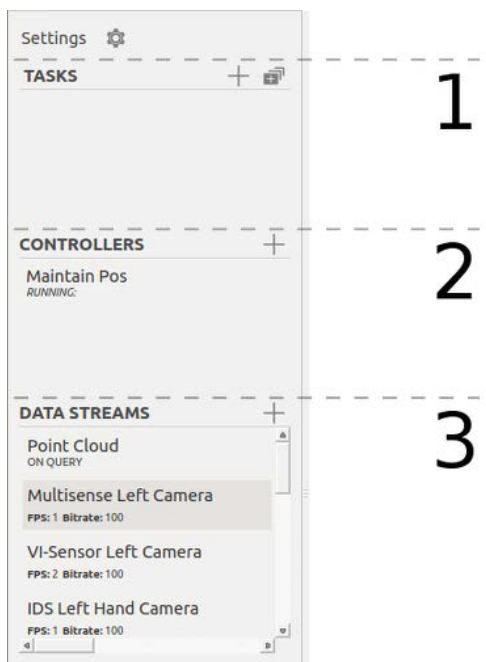 Settings
TASKS
1
CONTROLLERS
2
Maintain Pos
RUNNING:
DATA STREAMS
3
Point Cloud
ON QUERY
Multisense Left Camera
FPS: 1 Bitrate: 100
VI-Sensor Left Camera
FPS: 2 Bitrate: 100
IDS Left Hand Camera
FPS: 1 Bitrate: 100